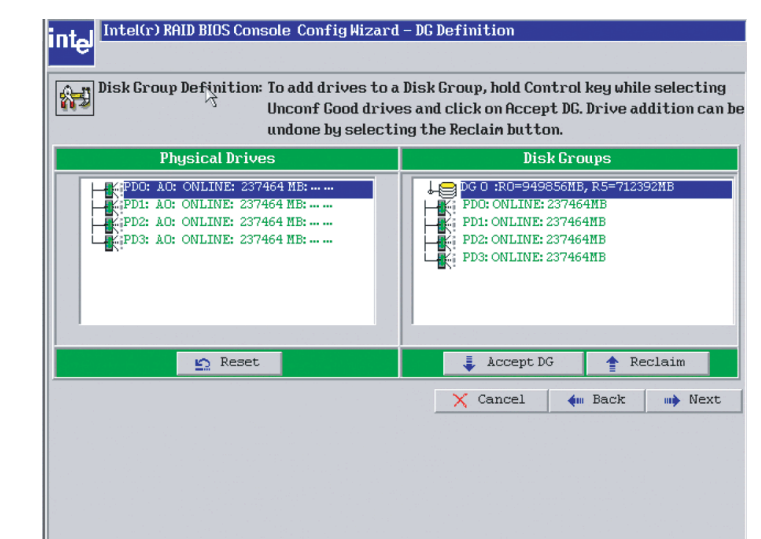 intel
Intel(r) RAID BIOS Console Config Wizard – DG Definition
Disk Group Definition: To add drives to a Disk Group, hold Control key while selecting
Unconf Good drives and click on Accept DG. Drive addition can be
undone by selecting the Reclaim button.
Physical Drives
PD0: A0: ONLINE: 237464 MB: ... ...
PD1: A0: ONLINE: 237464 MB: ... ...
PD2: A0: ONLINE: 237464 MB: ... ...
PD3: A0: ONLINE: 237464 MB: ... ...
Reset
Disk Groups
DG 0 :R0=949856MB, R5=712392MB
PD0: ONLINE: 237464MB
PD1: ONLINE: 237464MB
PD2: ONLINE: 237464MB
PD3: ONLINE: 237464MB
Accept DG
Reclaim
Cancel
Back
Next